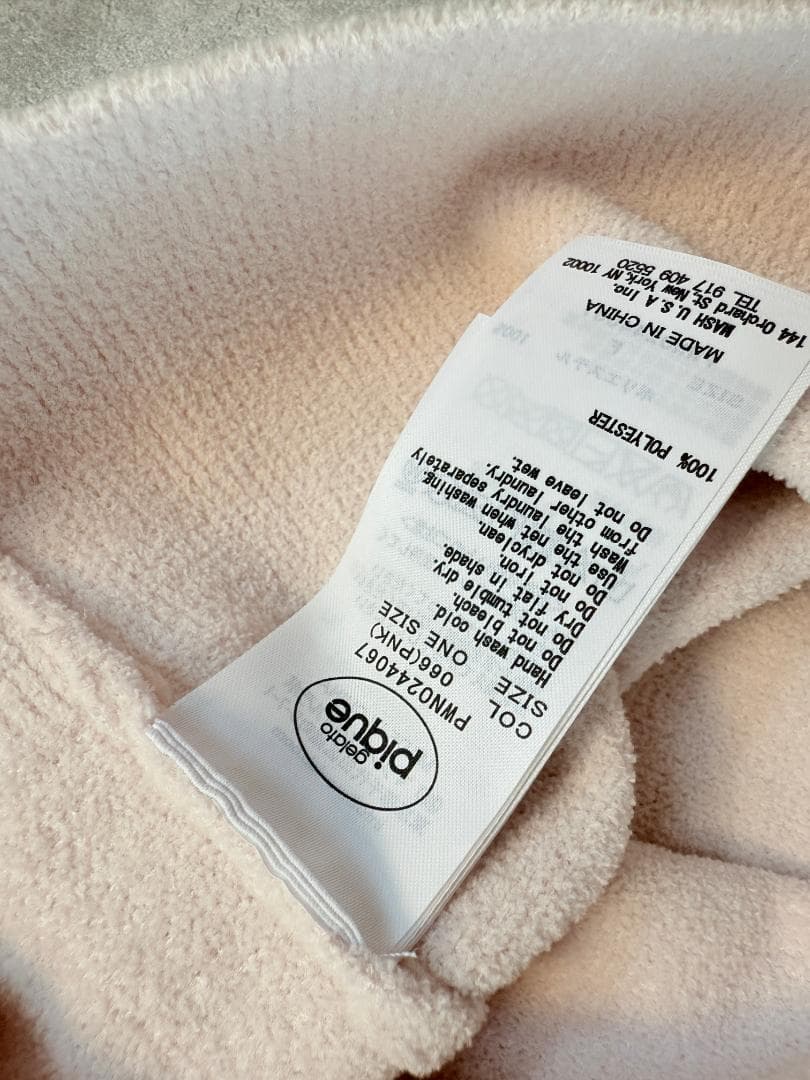 gelato
pique
PWNO244067
COL 066(PNK)
SIZE ONE SIZE
Hand wash cold.
Do not bleach.
Do not tumble dry.
Dry flat in shade.
Do not iron.
Do not dryclean.
Use the net when washing.
Wash the laundry separately
from other laundry.
Do not leave wet.
100% POLYESTER
MADE IN CHINA
MASH U.S.A Inc.
144 Orchard St, New York, NY 10002
TEL 917 409 5520